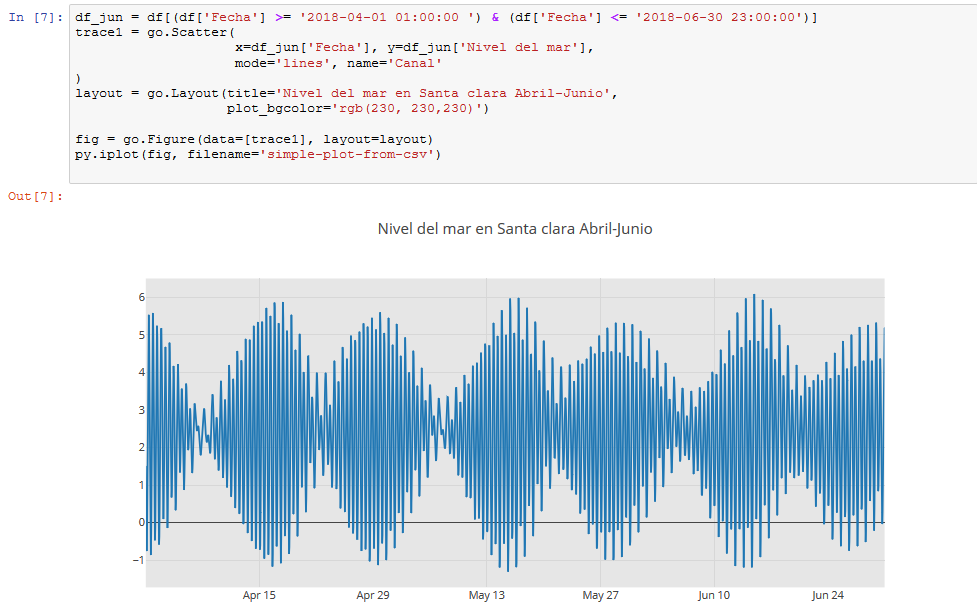 In [7]: df_jun = df[(df['Fecha'] >= '2018-04-01 01:00:00 ') & (df['Fecha'] <= '2018-06-30 23:00:00')]
trace1 = go.Scatter(
x=df_jun['Fecha'], y=df_jun['Nivel del mar'],
mode='lines', name='Canal'
)
layout = go.Layout(title='Nivel del mar en Santa clara Abril-Junio',
plot_bgcolor='rgb(230, 230,230)')
fig = go.Figure(data=[trace1], layout=layout)
py.iplot(fig, filename='simple-plot-from-csv')
Out[7]:
Nivel del mar en Santa clara Abril-Junio
6
5
4
3
2
1
0
−1
Apr 15 Apr 29 May 13 May 27 Jun 10 Jun 24